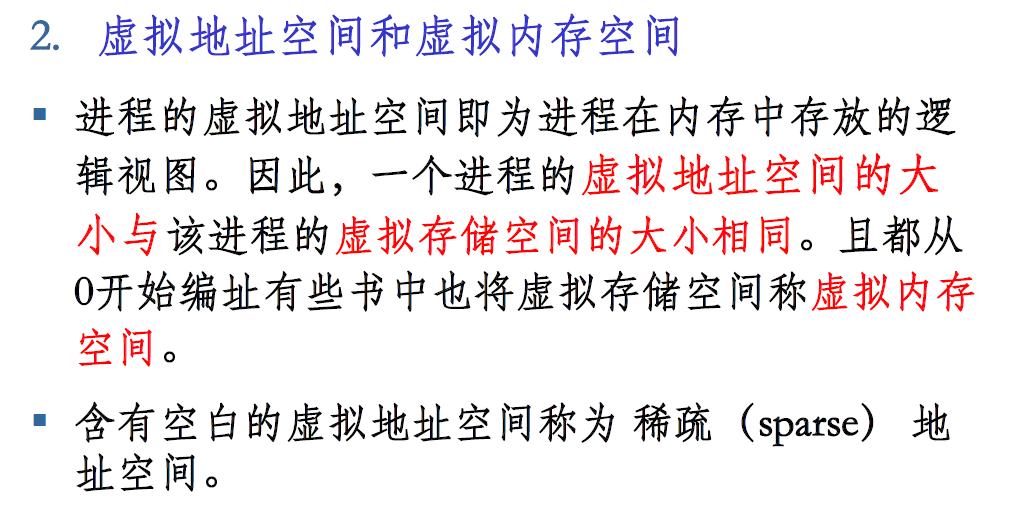 2. 虚拟地址空间和虚拟内存空间
▪ 进程的虚拟地址空间即为进程在内存中存放的逻
辑视图。因此，一个进程的虚拟地址空间的大
小与该进程的虚拟存储空间的大小相同。且都从
0开始编址有些书中也将虚拟存储空间称虚拟内存
空间。
▪ 含有空白的虚拟地址空间称为 稀疏（sparse） 地
址空间。